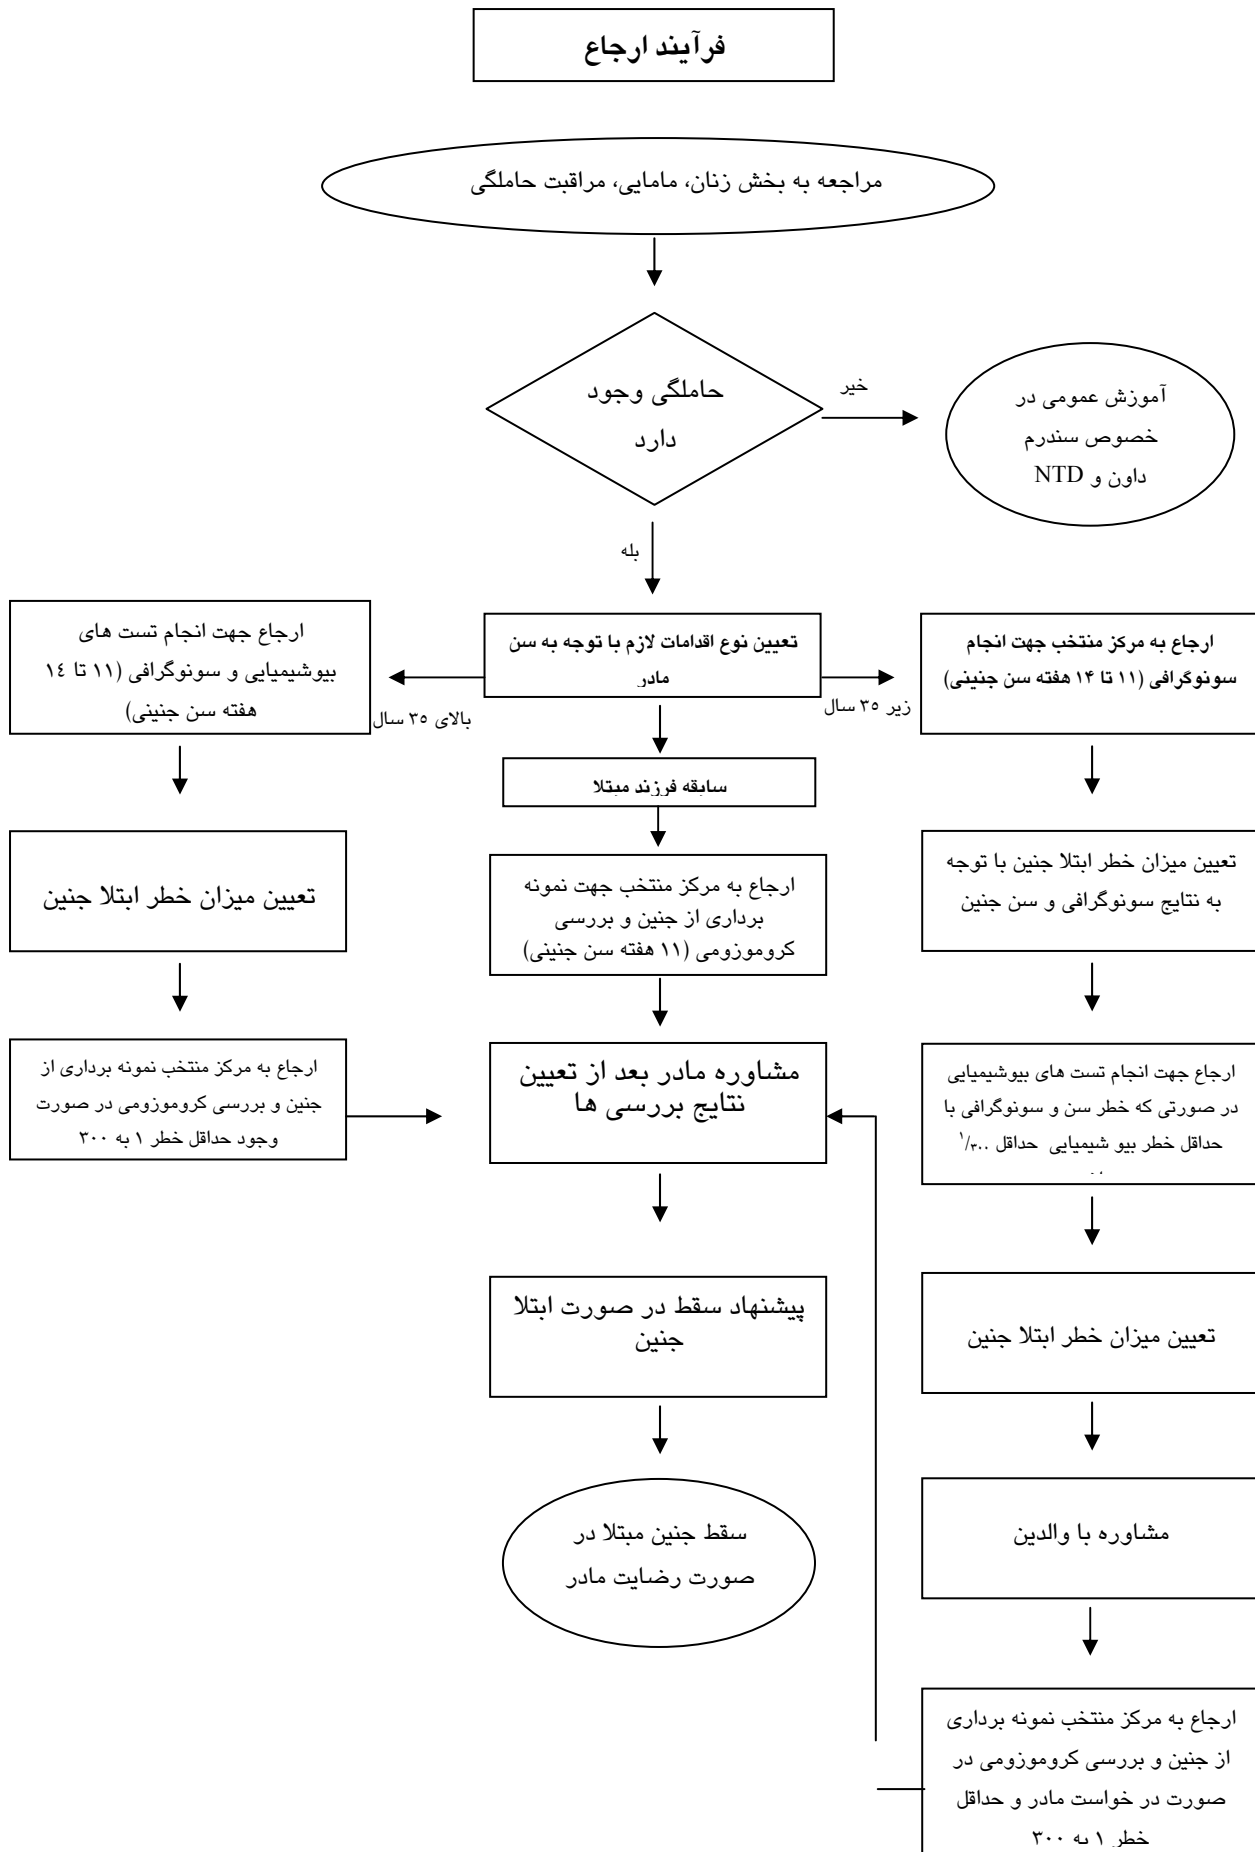 فرآیند ارجاع
مراجعه به بخش زنان، مامایی، مراقبت حاملگی
حاملگی وجود
دارد
خیر
آموزش عمومی در
خصوص سندرم
داون و NTD
بله
ارجاع به مرکز منتخب جهت انجام
سونوگرافی (۱۱ تا ۱۴ هفته سن جنینی)
زیر ۳۵ سال
تعیین نوع اقدامات لازم با توجه به سن
مادر
بالای ۳۵ سال
ارجاع جهت انجام تست های
بیوشیمیایی و سونوگرافی (۱۱ تا ١٤
هفته سن جنینی)
سابقه فرزند مبتلا
تعیین میزان خطر ابتلا جنین با توجه
به نتایج سونوگرافی و سن جنین
ارجاع به مرکز منتخب جهت نمونه
برداری از جنین و بررسی
کروموزومی (۱۱ هفته سن جنینی)
تعیین میزان خطر ابتلا جنین
ارجاع جهت انجام تست های بیوشیمیایی
در صورتی که خطر سن و سونوگرافی با
حداقل خطر بیو شیمیایی حداقل ۱/۳۰۰
مشاوره مادر بعد از تعیین
نتایج بررسی ها
ارجاع به مرکز منتخب نمونه برداری از
جنین و بررسی کروموزومی در صورت
وجود حداقل خطر ۱ به ۳۰۰
تعیین میزان خطر ابتلا جنین
پیشنهاد سقط در صورت ابتلا
جنین
مشاوره با والدین
سقط جنین مبتلا در
صورت رضایت مادر
ارجاع به مرکز منتخب نمونه برداری
از جنین و بررسی کروموزومی در
صورت در خواست مادر و حداقل
خطر ۱ به ۳۰۰